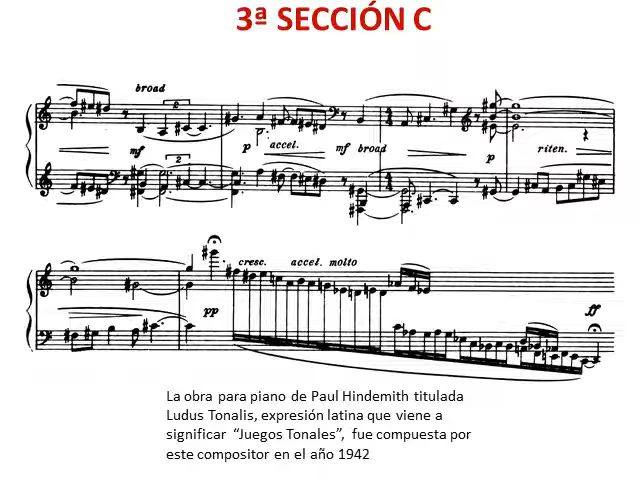 3ª SECCIÓN C
broad
2
mf
p
accel.
mf broad
p
riten.
2
cresc. accel. molto
pp
ff
La obra para piano de Paul Hindemith titulada
Ludus Tonalis, expresión latina que viene a
significar “Juegos Tonales”, fue compuesta por
este compositor en el año 1942